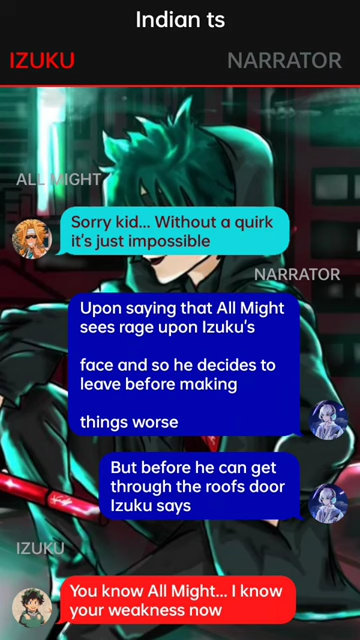 Indian ts
IZUKU
NARRATOR
ALL MIGHT
Sorry kid... Without a quirk
it's just impossible
NARRATOR
Upon saying that All Might
sees rage upon Izuku's
face and so he decides to
leave before making
things worse
But before he can get
through the roofs door
Izuku says
IZUKU
You know All Might... I know
your weakness now